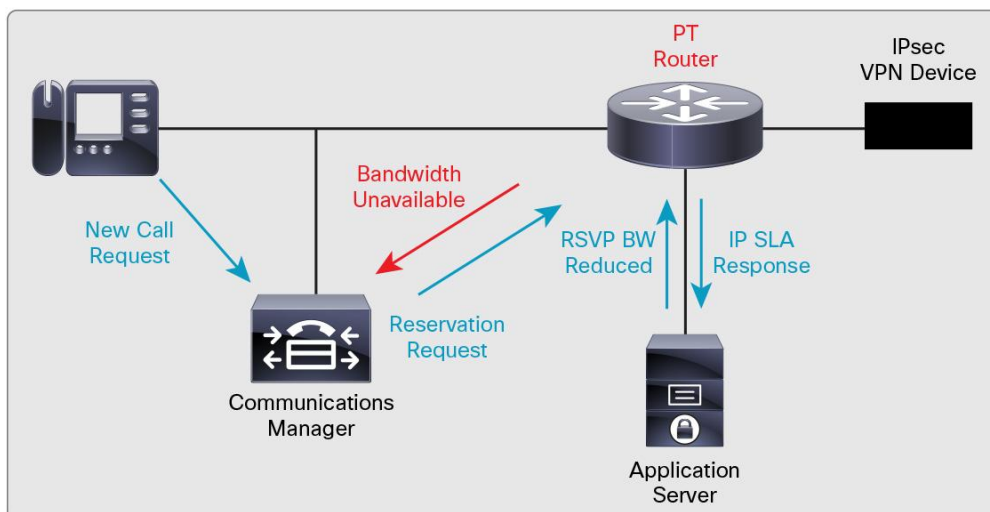 PT
Router
IPsec
VPN Device
Bandwidth
Unavailable
New Call
Request
RSVP BW
Reduced
IP SLA
Response
Reservation
Request
Communications
Manager
Application
Server